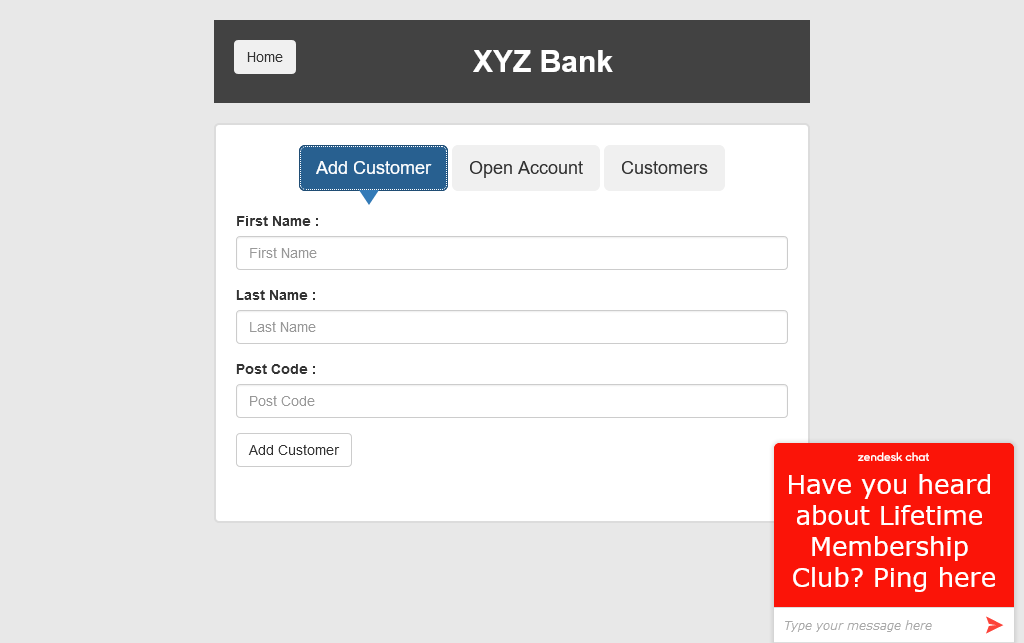 Home
XYZ Bank
Add Customer
Open Account
Customers
First Name :
First Name
Last Name :
Last Name
Post Code :
Post Code
Add Customer
zendesk chat
Have you heard
about Lifetime
Membership
Club? Ping here
Type your message here